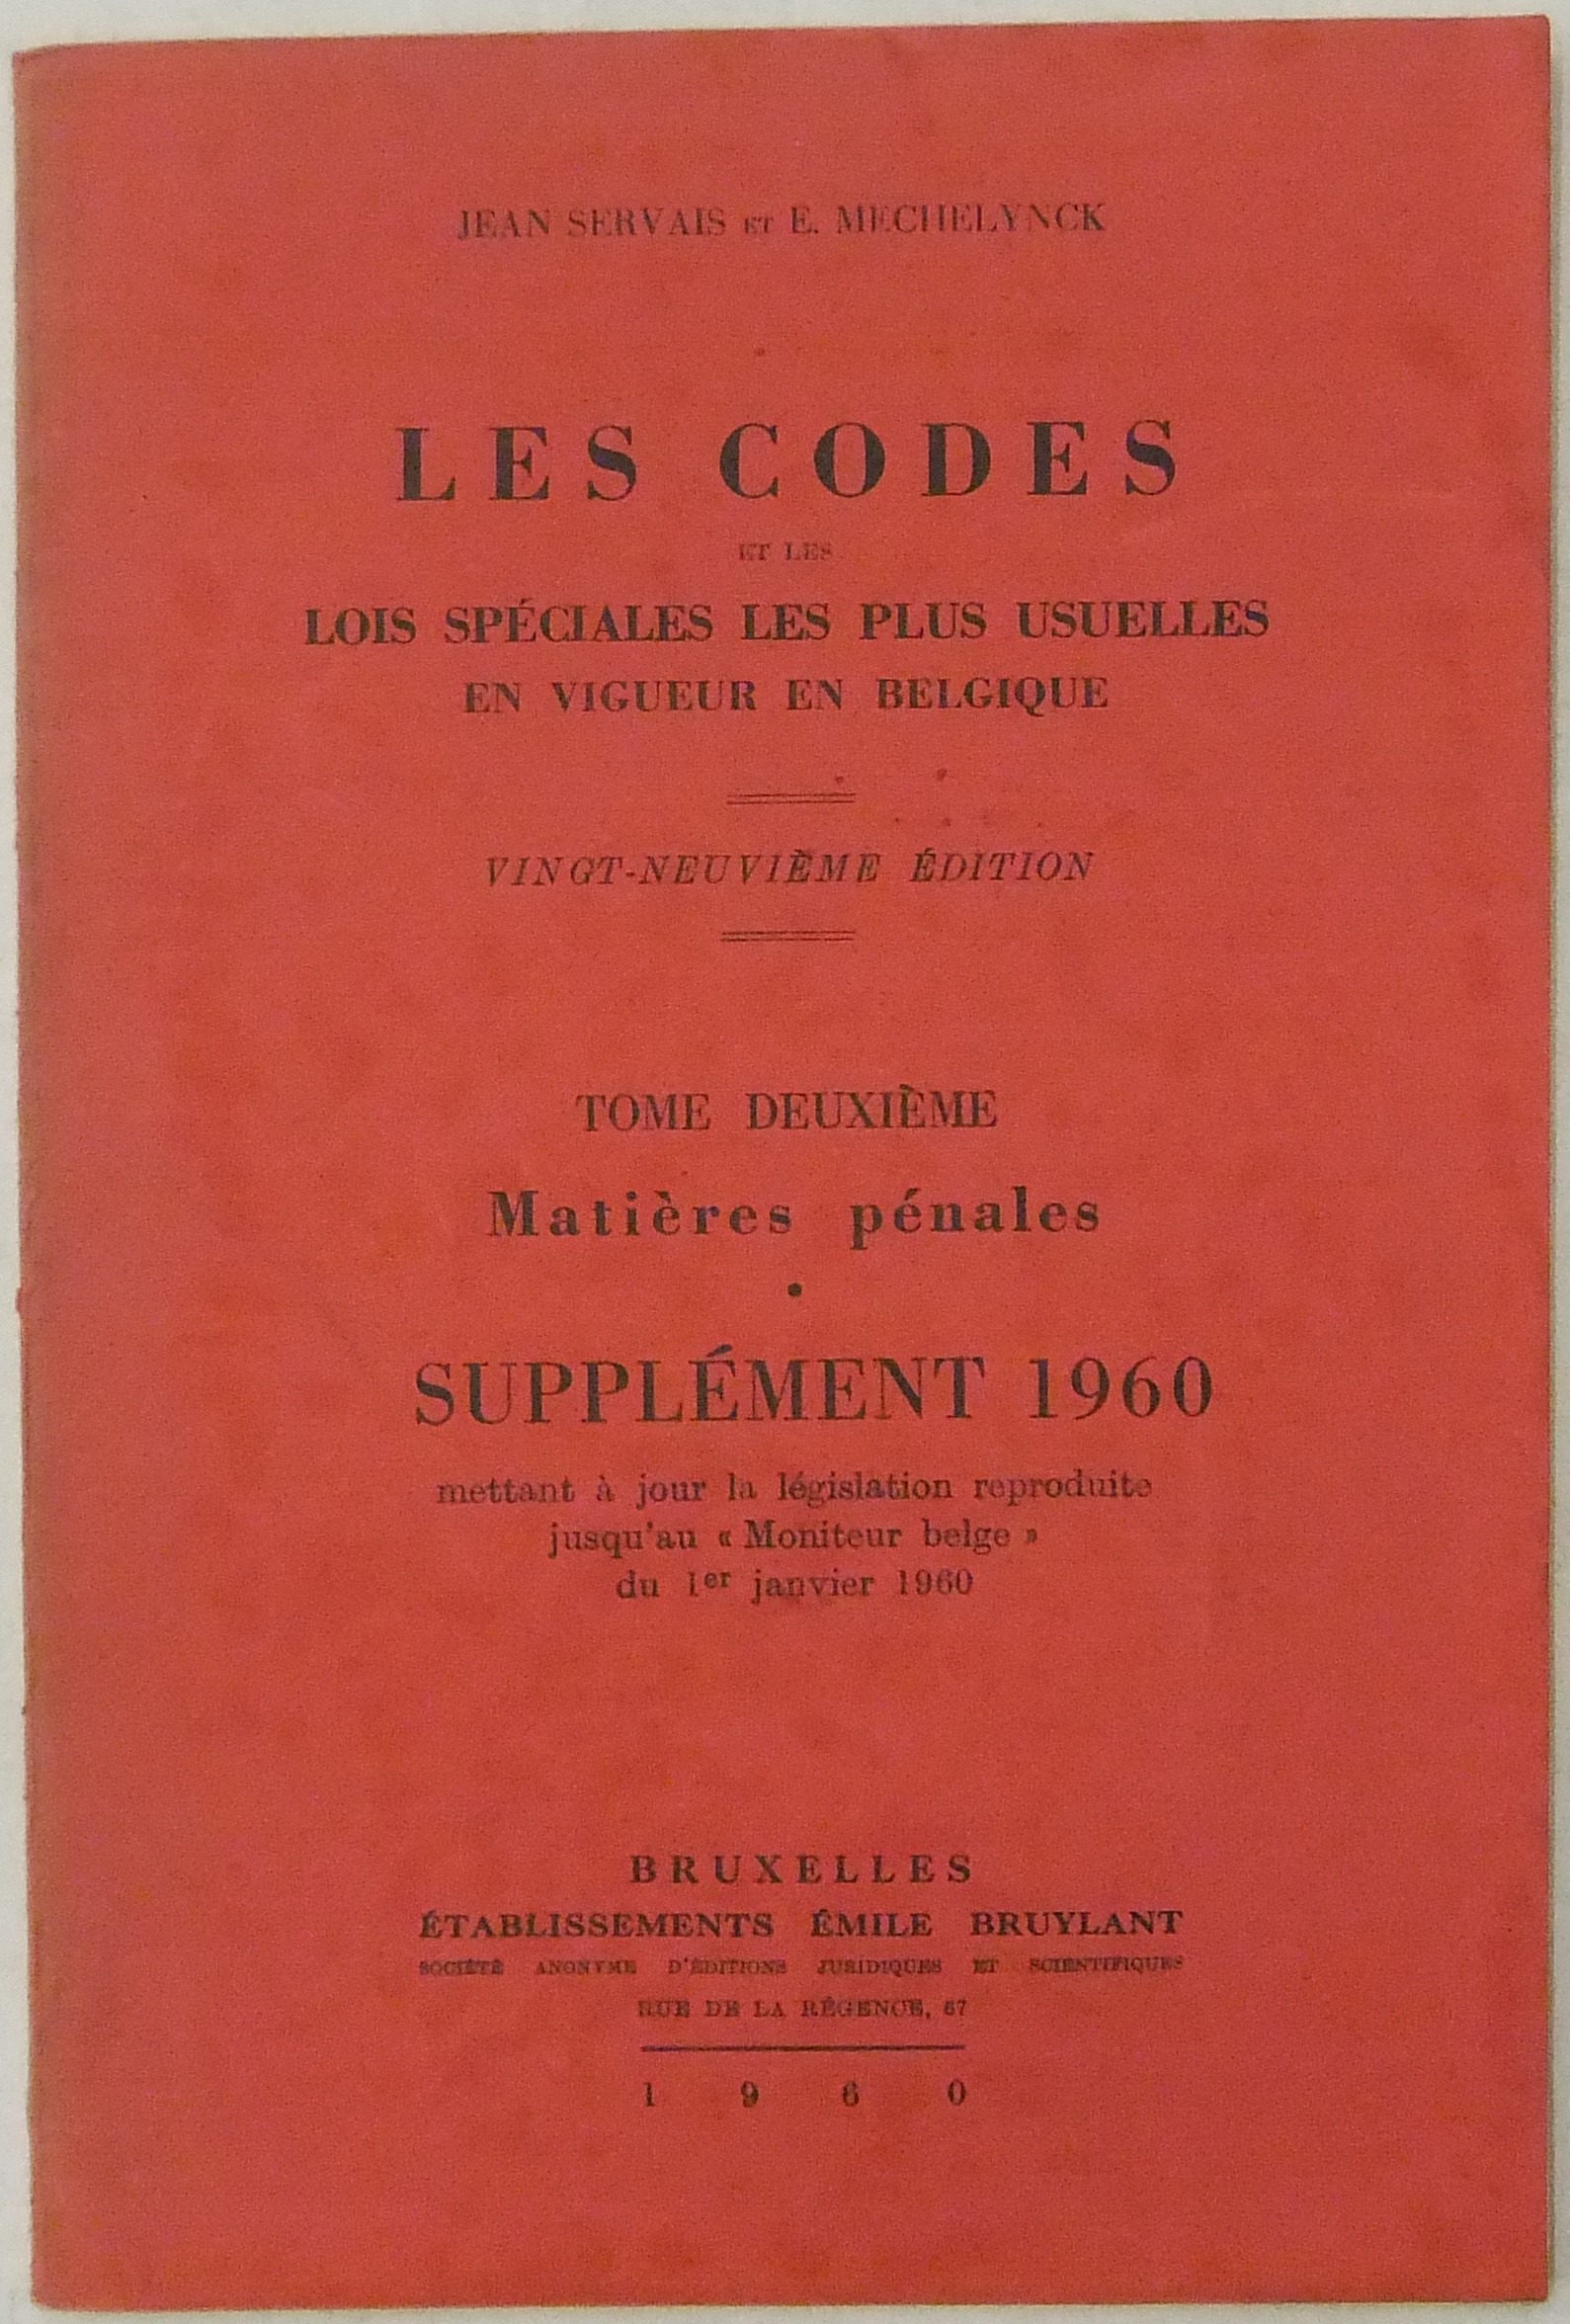 JEAN SERVAIS ET E. MECHELYNCK
LES CODES
ET LES
LOIS SPÉCIALES LES PLUS USUELLES
EN VIGUEUR EN BELGIQUE
VINGT-NEUVIÈME ÉDITION
TOME DEUXIÈME
Matières pénales
•
SUPPLÉMENT 1960
mettant à jour la législation reproduite
jusqu'au « Moniteur belge »
du 1er janvier 1960
BRUXELLES
ÉTABLISSEMENTS ÉMILE BRUYLANT
SOCIÉTÉ ANONYME D'ÉDITIONS JURIDIQUES ET SCIENTIFIQUES
RUE DE LA RÉGENCE, 67
1960